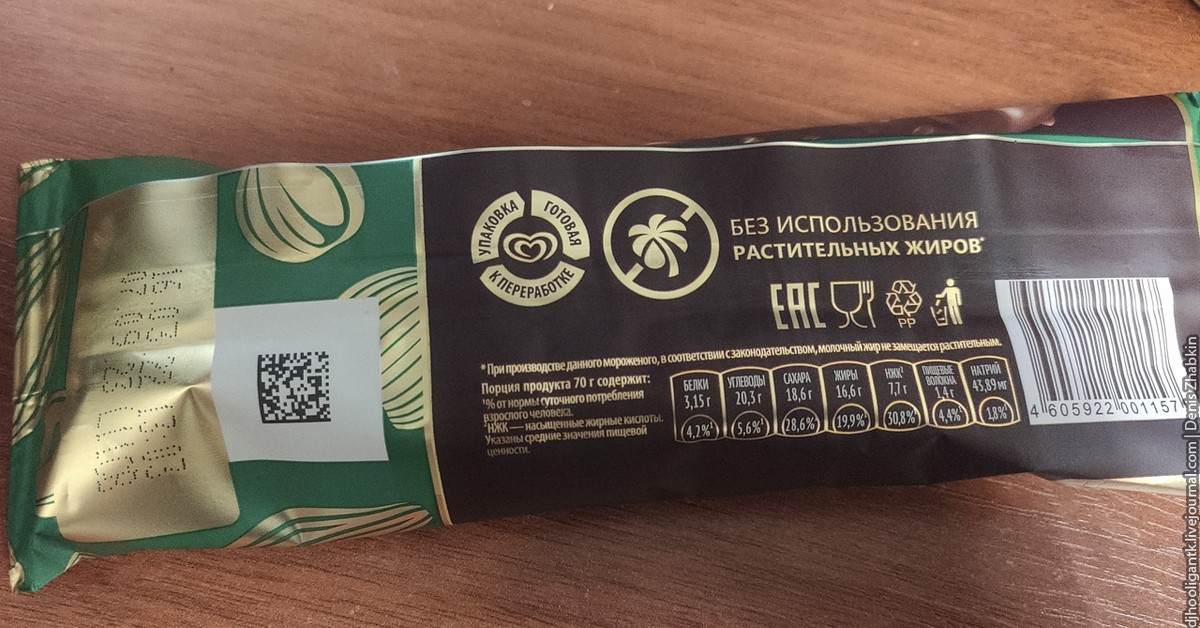 УПАКОВКА ГОТОВАЯ К ПЕРЕРАБОТКЕ
БЕЗ ИСПОЛЬЗОВАНИЯ
РАСТИТЕЛЬНЫХ ЖИРОВ*
EAC
PP
* При производстве данного мороженого, в соответствии с законодательством, молочный жир не замещается растительным.
Порция продукта 70 г содержит:
¹% от нормы суточного потребления
взрослого человека.
²НЖК — насыщенные жирные кислоты.
Указаны средние значения пищевой
ценности.
БЕЛКИ
3,15 г
4,2%¹
УГЛЕВОДЫ
20,3 г
5,6%¹
САХАРА
18,6 г
28,6%
ЖИРЫ
16,6 г
19,9%
НЖК²
7,7 г
30,8%¹
ПИЩЕВЫЕ
ВОЛОКНА
1,4 г
4,4%¹
НАТРИЙ
43,89 мг
1,8%¹
4 605922 001157
djhooligantk.livejournal.com | DenisZhabkin